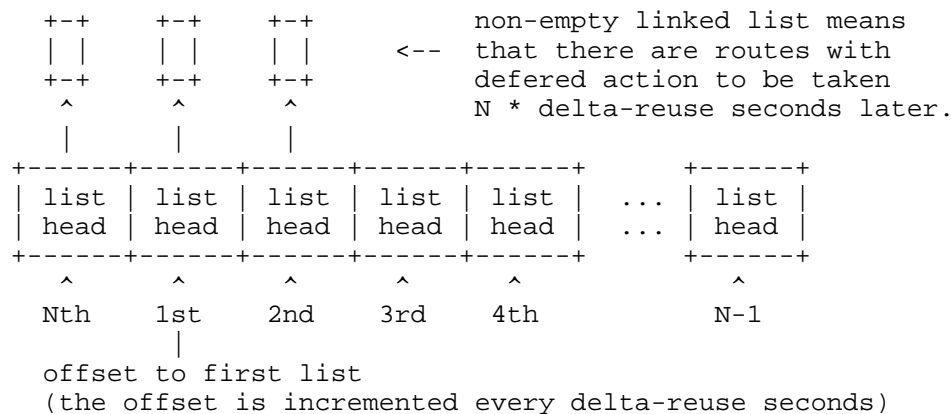 +-+     +-+     +-+            non-empty linked list means
  | |     | |     | |      <--   that there are routes with
  +-+     +-+     +-+            defered action to be taken
   ^       ^       ^             N * delta-reuse seconds later.
   |       |       |
+------+-------+-------+-------+-------+       +------+
| list | list  | list  | list  | list  |  ...  | list |
| head | head  | head  | head  | head  |  ...  | head |
+------+-------+-------+-------+-------+       +------+
   ^       ^       ^       ^       ^              ^
  Nth     1st     2nd     3rd     4th            N-1
           |
  offset to first list
  (the offset is incremented every delta-reuse seconds)